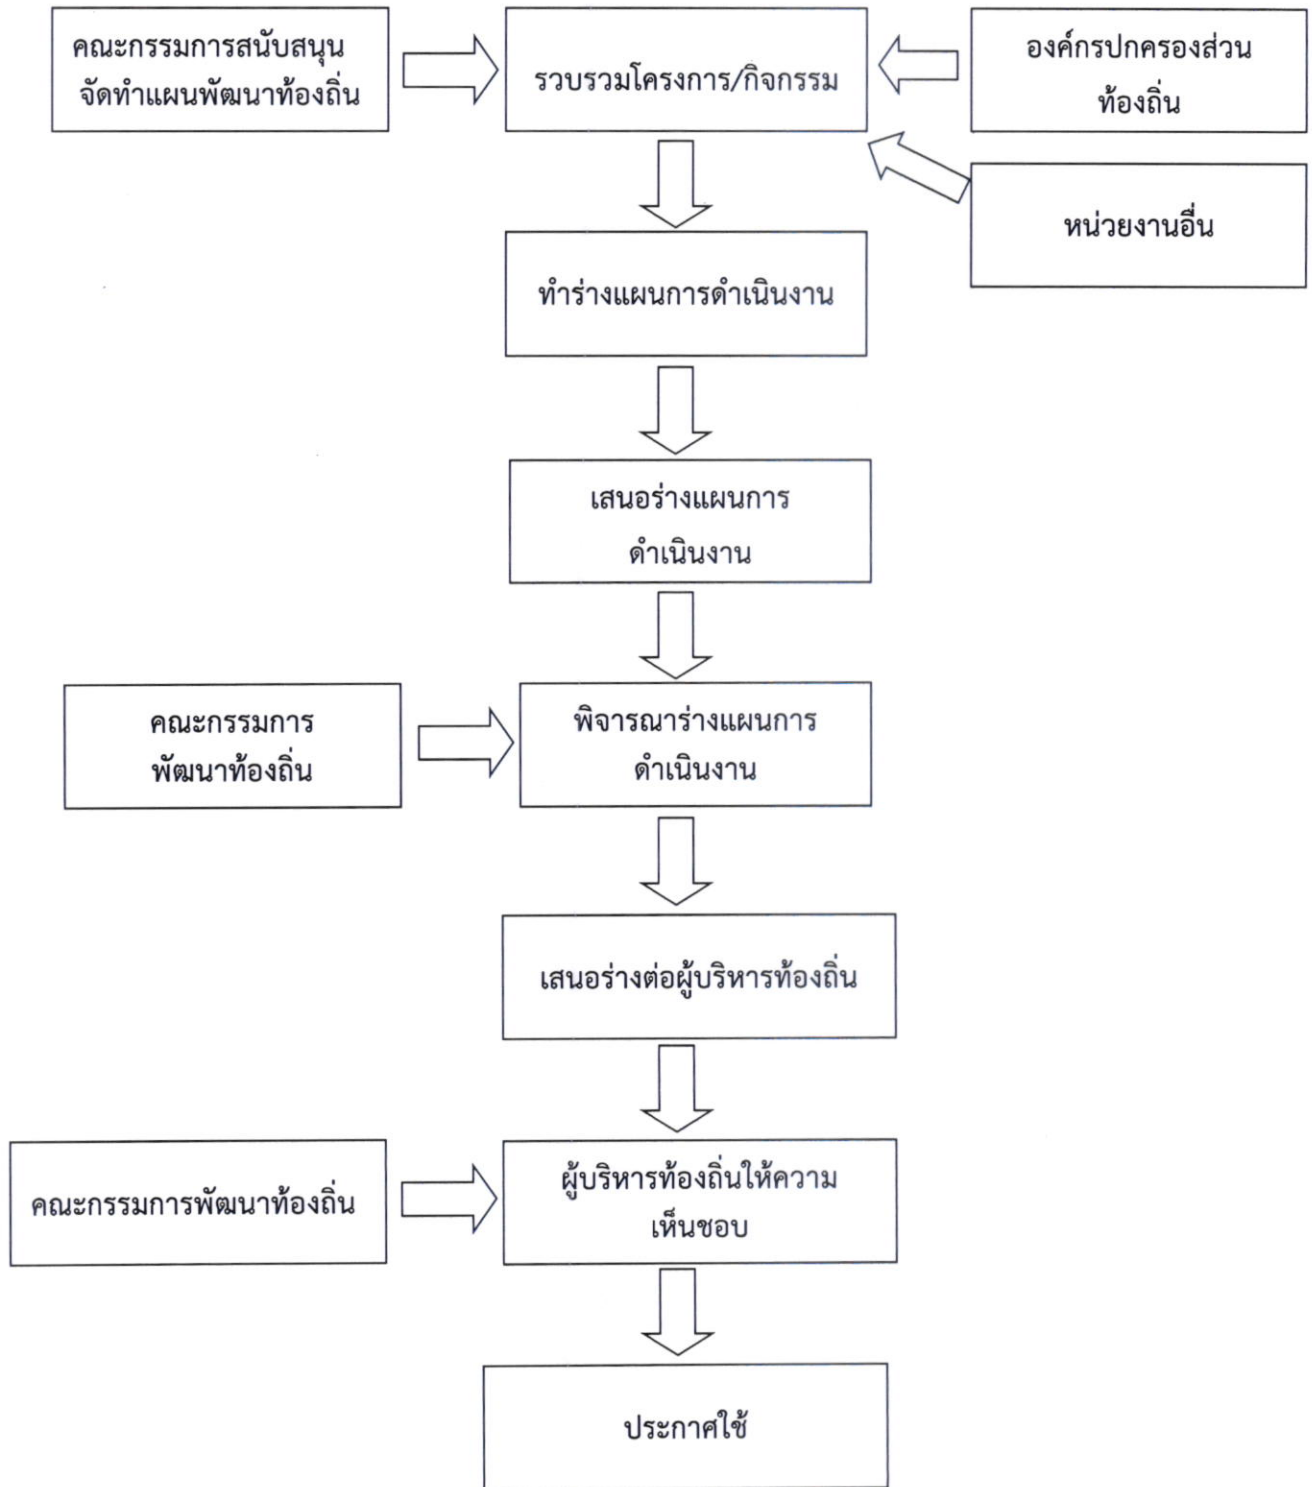 คณะกรรมการสนับสนุน
จัดทำแผนพัฒนาท้องถิ่น
รวบรวมโครงการ/กิจกรรม
องค์กรปกครองส่วน
ท้องถิ่น
หน่วยงานอื่น
ทำร่างแผนการดำเนินงาน
เสนอร่างแผนการ
ดำเนินงาน
คณะกรรมการ
พัฒนาท้องถิ่น
พิจารณาร่างแผนการ
ดำเนินงาน
เสนอร่างต่อผู้บริหารท้องถิ่น
คณะกรรมการพัฒนาท้องถิ่น
ผู้บริหารท้องถิ่นให้ความ
เห็นชอบ
ประกาศใช้